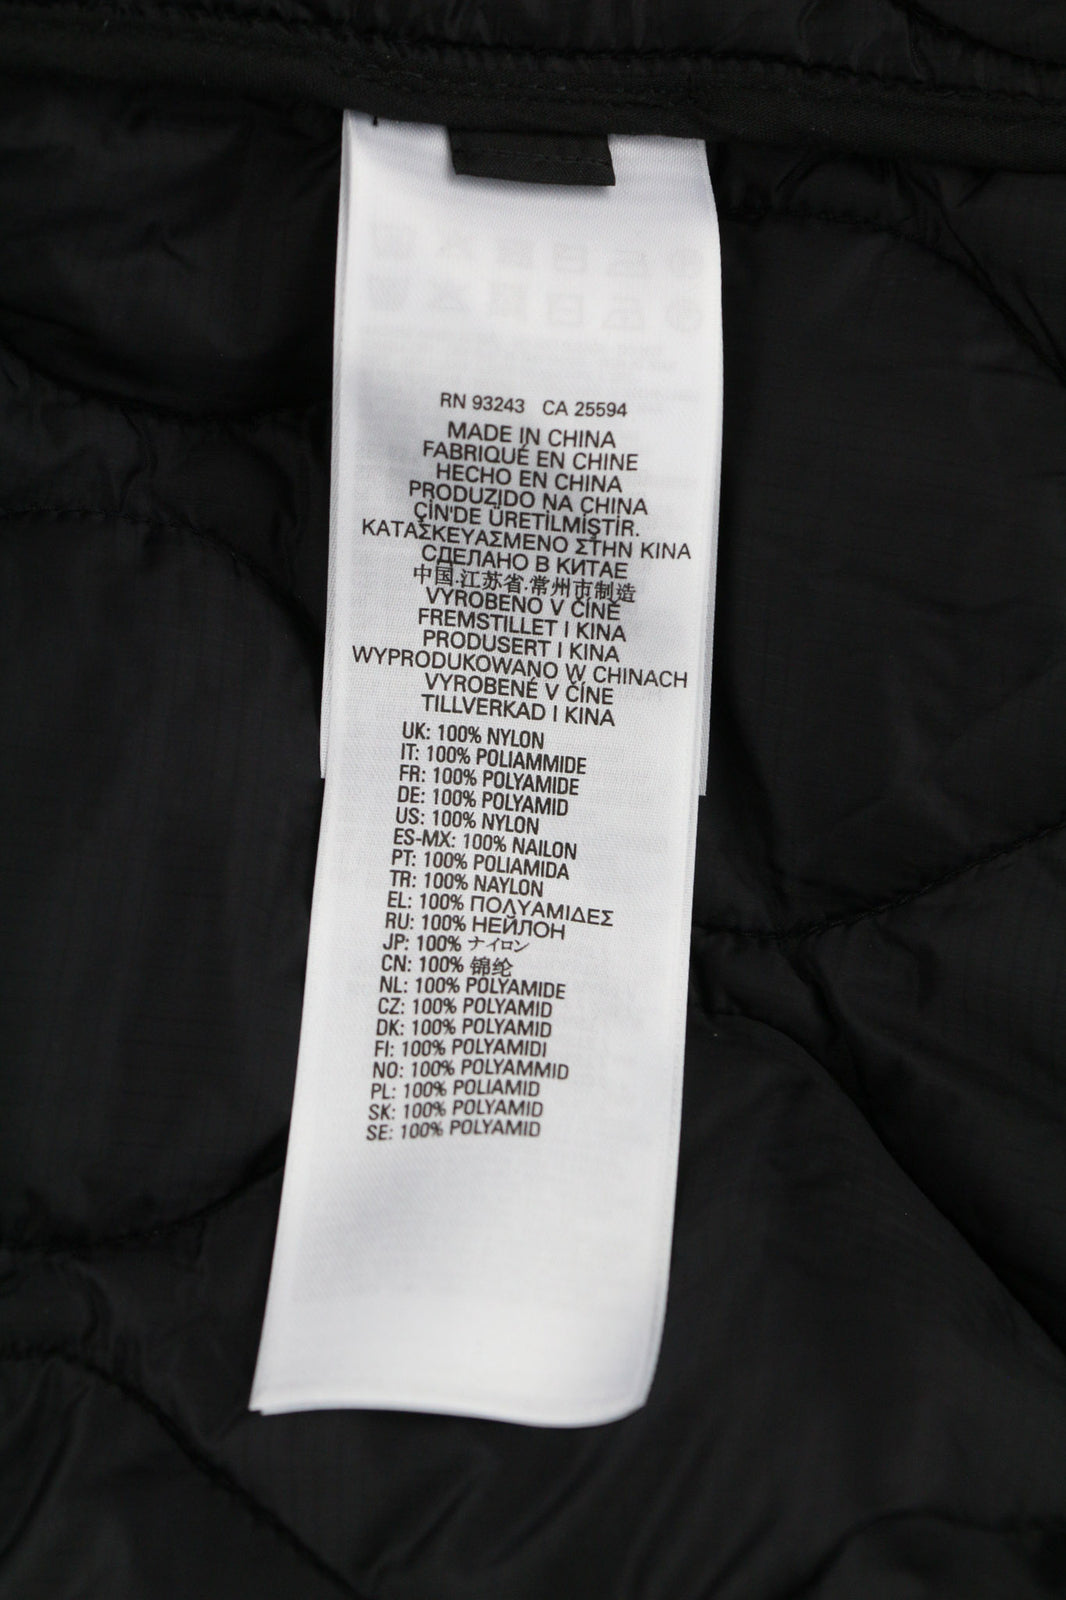 RN 93243 CA 25594
MADE IN CHINA
FABRIQUÉ EN CHINE
HECHO EN CHINA
PRODUZIDO NA CHINA
ÇİN'DE ÜRETİLMİŞTİR.
ΚΑΤΑΣΚΕΥΑΣΜΕΝΟ ΣΤΗΝ ΚΙΝΑ
СДЕЛАНО В КИТАЕ
中国.江苏省.常州市制造
VYROBENO V ČÍNĚ
FREMSTILLET I KINA
PRODUSERT I KINA
WYPRODUKOWANO W CHINACH
VYROBENÉ V ČÍNE
TILLVERKAD I KINA
UK: 100% NYLON
IT: 100% POLIAMMIDE
FR: 100% POLYAMIDE
DE: 100% POLYAMID
US: 100% NYLON
ES-MX: 100% NAILON
PT: 100% POLIAMIDA
TR: 100% NAYLON
EL: 100% ΠΟΛΥΑΜΙΔΕΣ
RU: 100% НЕЙЛОН
JP: 100% ナイロン
CN: 100% 锦纶
NL: 100% POLYAMIDE
CZ: 100% POLYAMID
DK: 100% POLYAMID
FI: 100% POLYAMIDI
NO: 100% POLYAMMID
PL: 100% POLIAMID
SK: 100% POLYAMID
SE: 100% POLYAMID